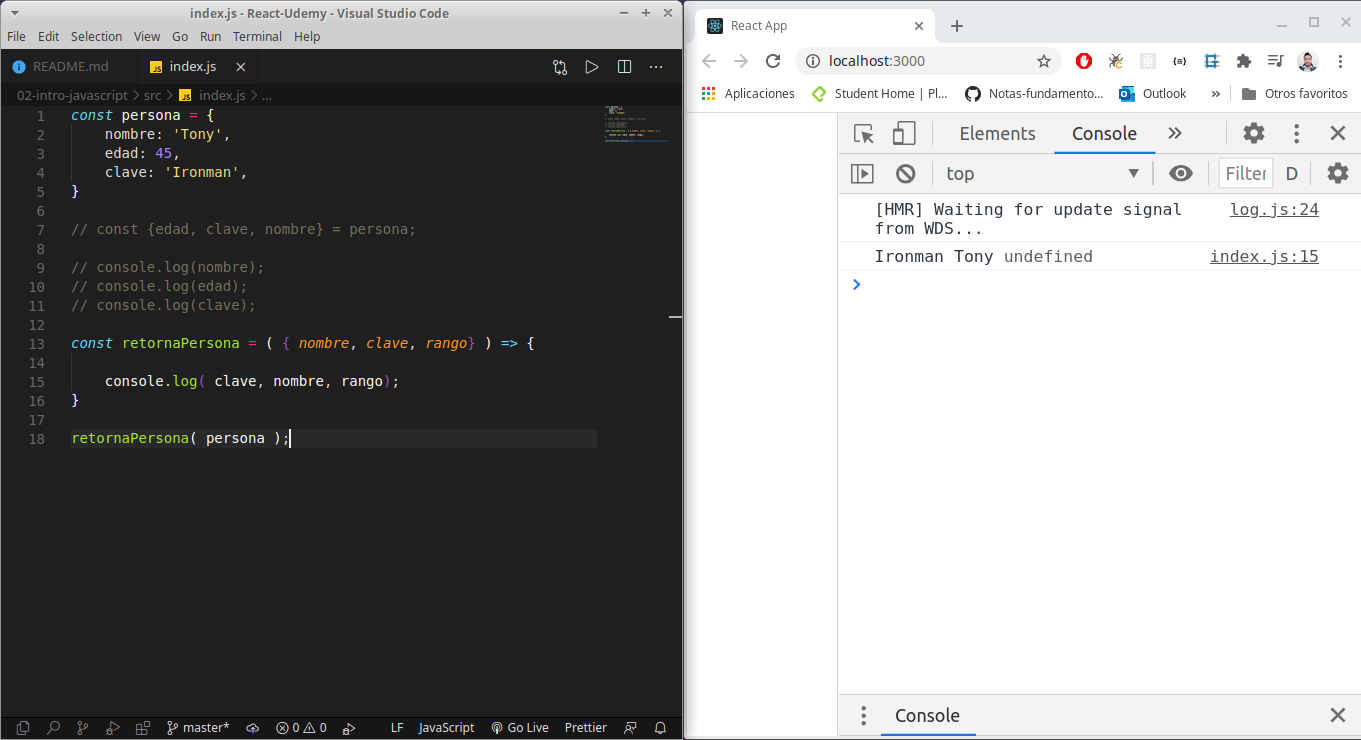 index.js - React-Udemy - Visual Studio Code
File Edit Selection View Go Run Terminal Help
README.md
JS index.js
02-intro-javascript > src > JS index.js > ...
1 const persona = {
2     nombre: 'Tony',
3     edad: 45,
4     clave: 'Ironman',
5 }
6
7 // const {edad, clave, nombre} = persona;
8
9 // console.log(nombre);
10 // console.log(edad);
11 // console.log(clave);
12
13 const retornaPersona = ( { nombre, clave, rango} ) => {
14
15     console.log( clave, nombre, rango);
16 }
17
18 retornaPersona( persona );
master* 0 0 LF JavaScript Go Live Prettier
React App
localhost:3000
Aplicaciones Student Home | Pl... Notas-fundamento... Outlook » Otros favoritos
Elements Console »
top Filter D
[HMR] Waiting for update signal log.js:24
from WDS...
Ironman Tony undefined index.js:15
Console